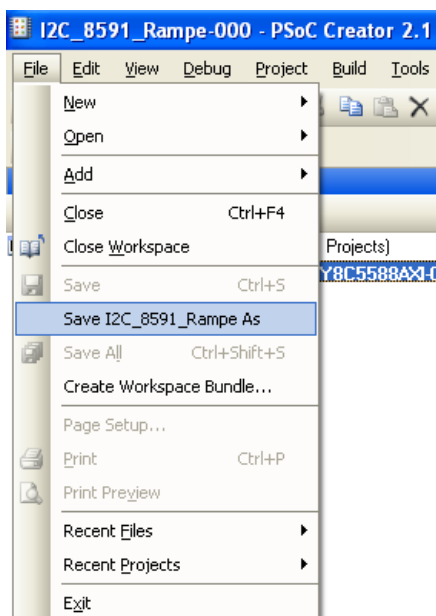 I2C_8591_Rampe-000 - PSoC Creator 2.1
File Edit View Debug Project Build Tools
New
Open
Add
Close Ctrl+F4
Close Workspace
Projects)
Save Ctrl+S
Save I2C_8591_Rampe As
Save All Ctrl+Shift+S
Create Workspace Bundle...
Page Setup...
Print Ctrl+P
Print Preview
Recent Files
Recent Projects
Exit